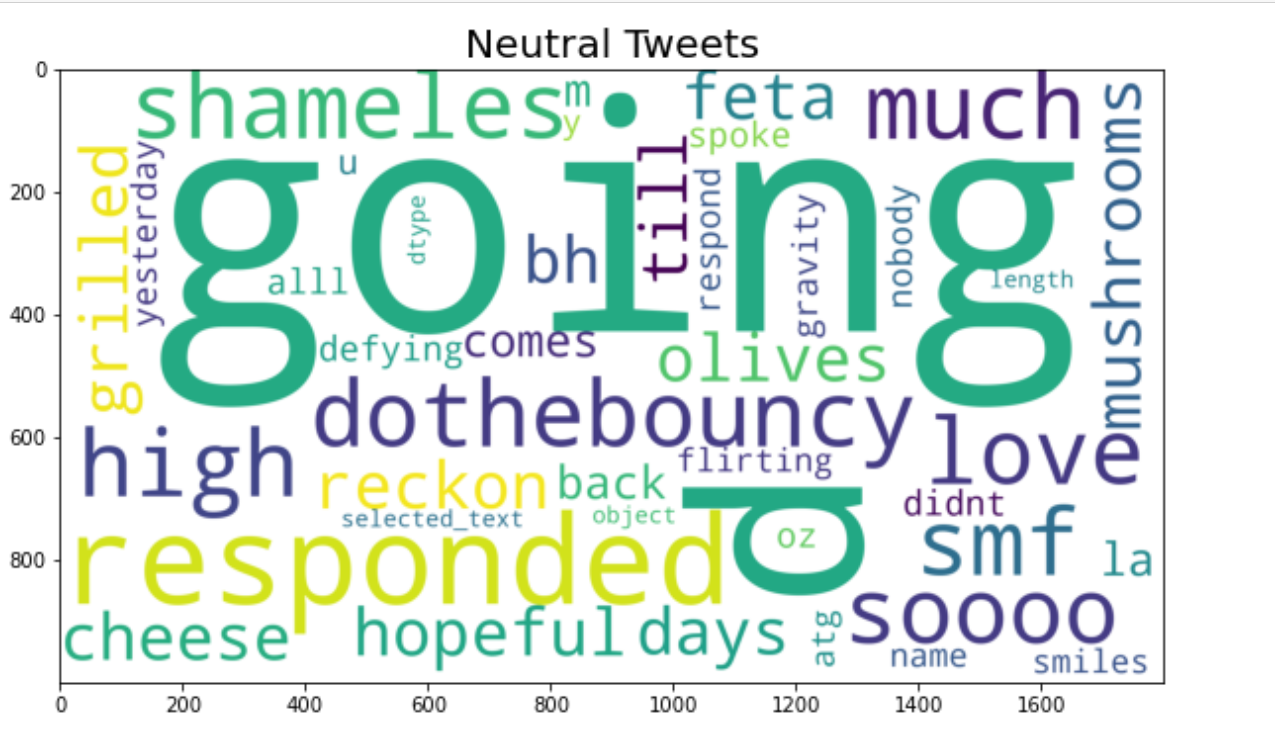 Neutral Tweets
0
200
400
600
800
0 200 400 600 800 1000 1200 1400 1600
shameles
m
y
feta
much
mushrooms
spoke
till
grilled
yesterday
going
u
dtype
bh
respond
gravity
nobody
length
alll
defying
comes
olives
dothebouncy
love
high
flirting
reckon
back
didnt
selected_text
object
d
oz
smf
la
responded
soooo
cheese
hopeful
days
atg
name
smiles